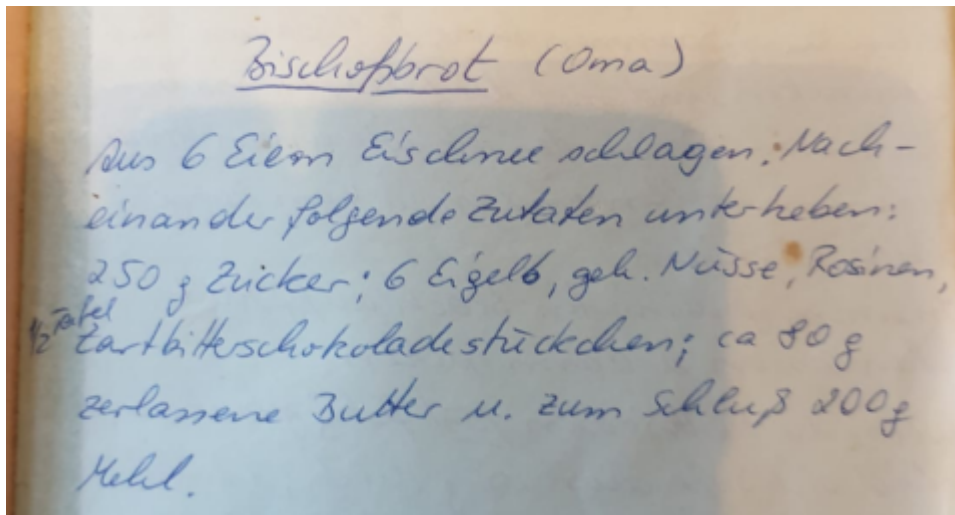 Bischofsbrot (Oma)
Aus 6 Eiern Eischnee schlagen. Nach-
einander folgende Zutaten unterheben:
250 g Zucker; 6 Eigelb, geh. Nüsse, Rosinen,
1/2 Tafel Zartbitterschokoladestückchen; ca 80 g
zerlassene Butter u. zum Schluß 200 g
Mehl.